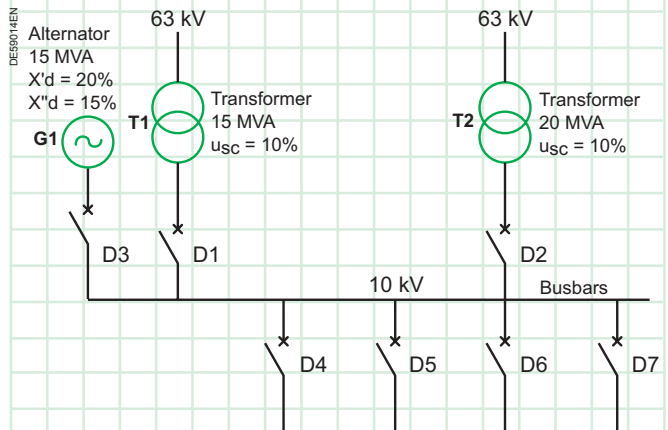 DE59014EN
Alternator
15 MVA
X'd = 20%
X"d = 15%
G1
63 kV
T1
Transformer
15 MVA
usc = 10%
63 kV
T2
Transformer
20 MVA
usc = 10%
D3
D1
D2
10 kV
Busbars
D4
D5
D6
D7